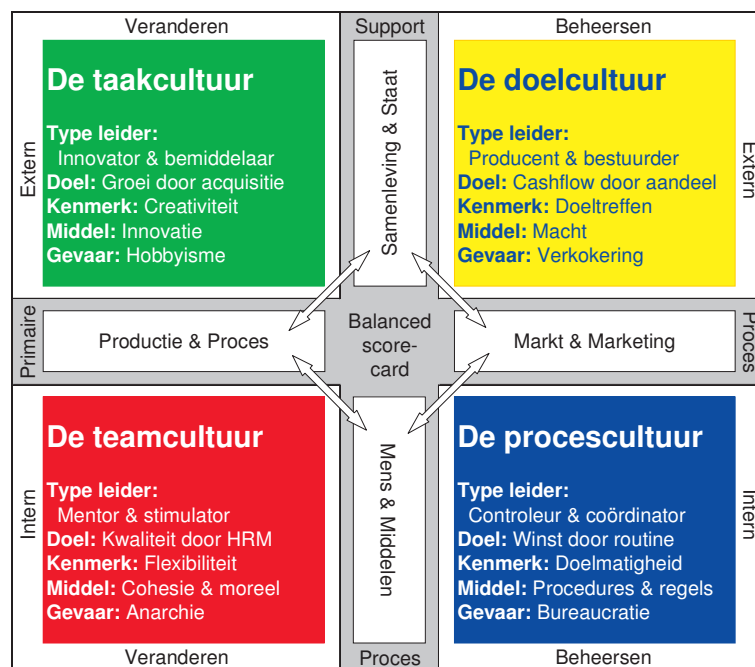 Veranderen
Support
Beheersen
Extern
De taakcultuur
Type leider:
Innovator & bemiddelaar
Doel: Groei door acquisitie
Kenmerk: Creativiteit
Middel: Innovatie
Gevaar: Hobbyisme
Samenleving & Staat
De doelcultuur
Type leider:
Producent & bestuurder
Doel: Cashflow door aandeel
Kenmerk: Doeltreffen
Middel: Macht
Gevaar: Verkokering
Extern
Primaire
Productie & Proces
Balanced
score-
card
Markt & Marketing
Proces
Intern
De teamcultuur
Type leider:
Mentor & stimulator
Doel: Kwaliteit door HRM
Kenmerk: Flexibiliteit
Middel: Cohesie & moreel
Gevaar: Anarchie
Mens & Middelen
De procescultuur
Type leider:
Controleur & coördinator
Doel: Winst door routine
Kenmerk: Doelmatigheid
Middel: Procedures & regels
Gevaar: Bureaucratie
Intern
Veranderen
Proces
Beheersen